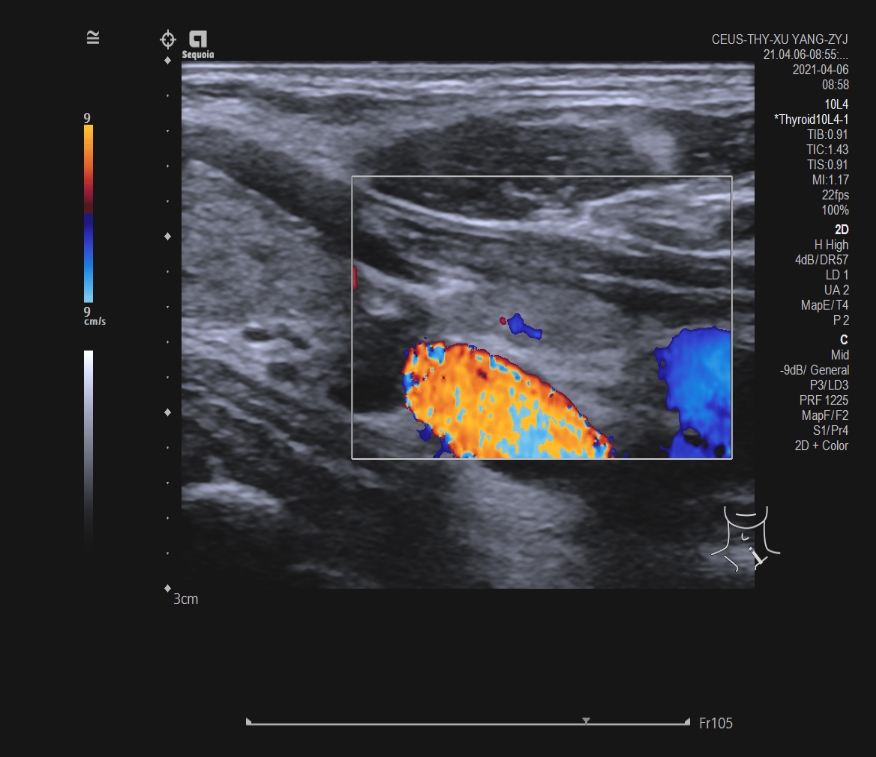 Sequoia
CEUS-THY-XU YANG-ZYJ
21.04.06-08:55:...
2021-04-06
08:58
10L4
*Thyroid10L4-1
TIB:0.91
TIC:1.43
TIS:0.91
MI:1.17
22fps
100%
2D
H High
4dB/DR57
LD 1
UA 2
MapE/T4
P 2
C
Mid
-9dB/ General
P3/LD3
PRF 1225
MapF/F2
S1/Pr4
2D + Color
9
9
cm/s
3cm
Fr105